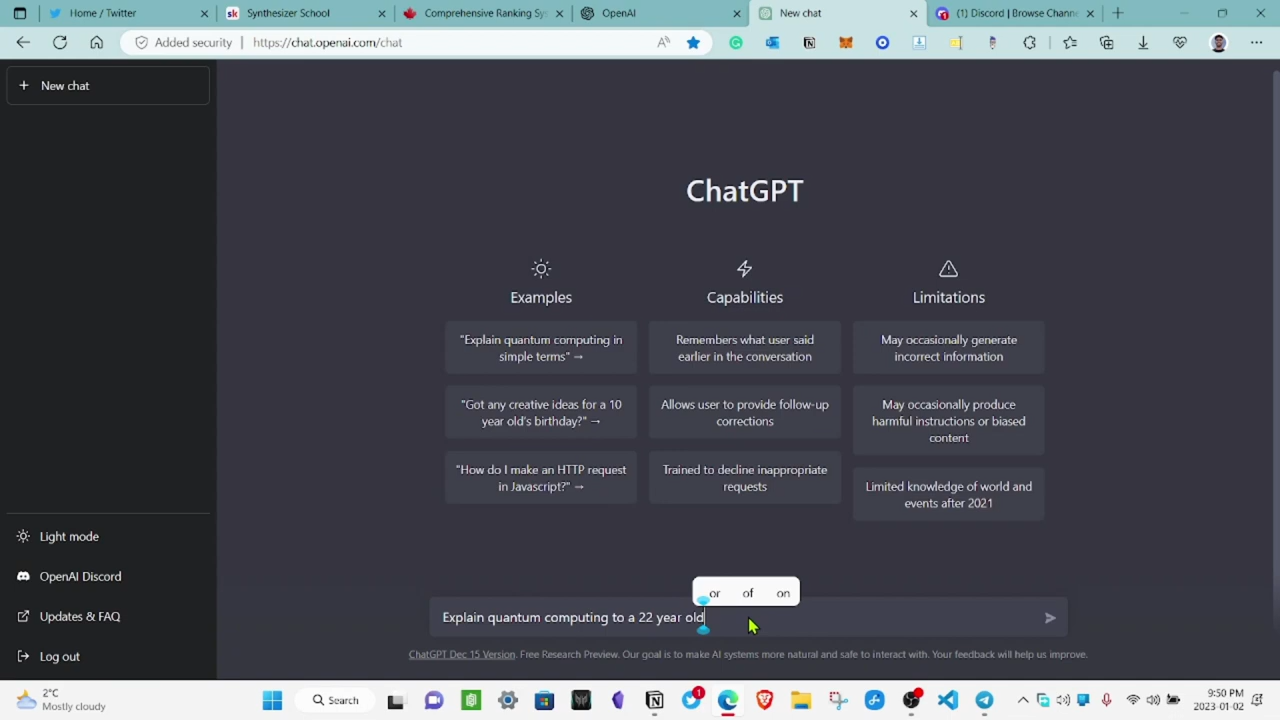 Home / Twitter
sk Synthesizer School
Comprehensive Ranking Sy
OpenAI
New chat
(1) Discord | Browse Channe
Added security
https://chat.openai.com/chat
+ New chat
ChatGPT
Examples
Capabilities
Limitations
"Explain quantum computing in
simple terms" →
Remembers what user said
earlier in the conversation
May occasionally generate
incorrect information
"Got any creative ideas for a 10
year old's birthday?" →
Allows user to provide follow-up
corrections
May occasionally produce
harmful instructions or biased
content
"How do I make an HTTP request
in Javascript?" →
Trained to decline inappropriate
requests
Limited knowledge of world and
events after 2021
Light mode
OpenAI Discord
Updates & FAQ
Log out
or of on
Explain quantum computing to a 22 year old
ChatGPT Dec 15 Version. Free Research Preview. Our goal is to make AI systems more natural and safe to interact with. Your feedback will help us improve.
2°C
Mostly cloudy
Search
1
9:50 PM
2023-01-02